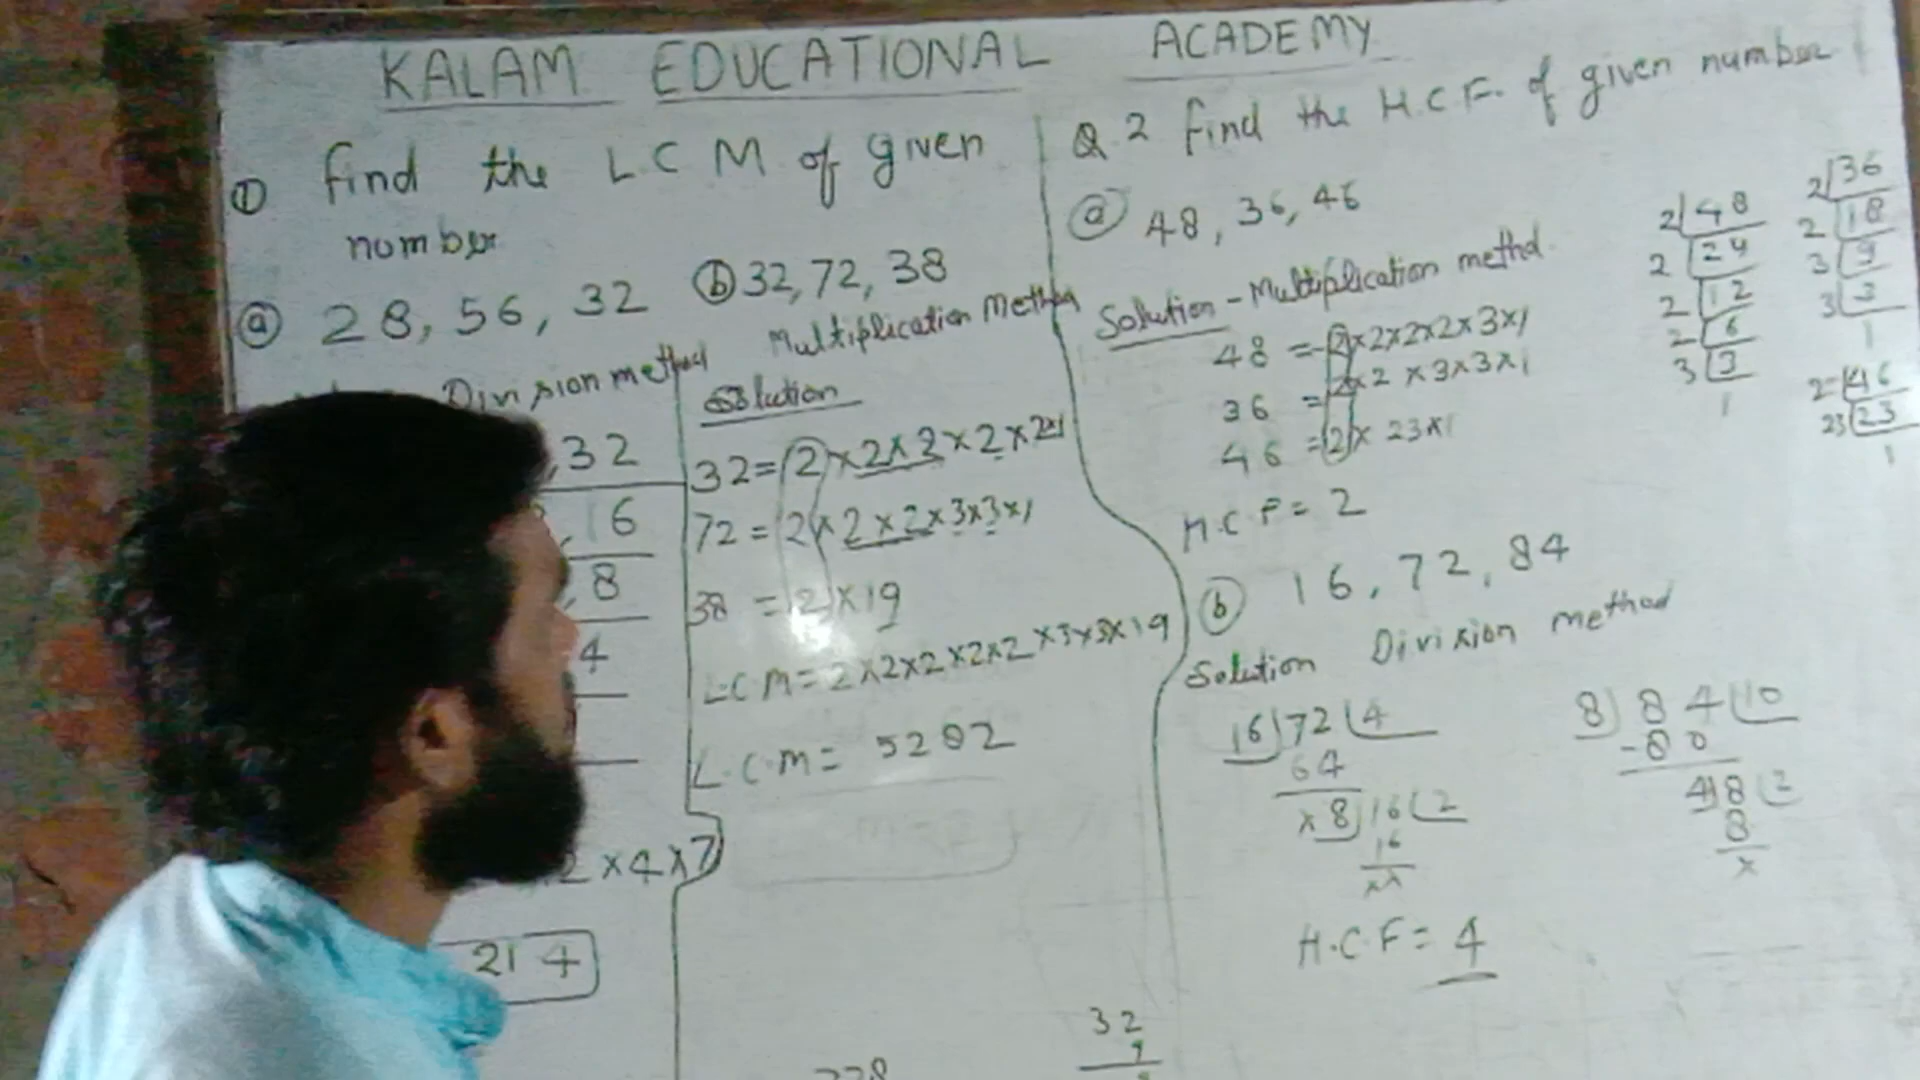 KALAM EDUCATIONAL ACADEMY
① find the LCM of given
number
ⓐ 28, 56, 32 ⓑ 32, 72, 38
Division method
,32
, 16
, 8
4
2 × 4 × 7
214
Multiplication Method
Solution
32 = 2 × 2 × 2 × 2 × 2×1
72 = 2 × 2 × 2 × 3 × 3 × 1
38 = 2 × 19
L.C M = 2 × 2 × 2 × 2 × 2 × 3 × 3 × 19
L.C.M = 5202
32
9
Q.2 find the H.C.F. of given number
ⓐ 48, 36, 46
Solution - Multiplication methd
48 = 2 × 2 × 2 × 2 × 3 × 1
36 = 2 × 2 × 3 × 3 × 1
46 = 2 × 23 × 1
H.C F = 2
2 48
2 24
2 12
2 6
3 3
1
2 36
2 18
3 9
3 3
1
2 46
23 23
1
ⓑ 16, 72, 84
Solution Division method
16) 72 (4
64
× 8) 16 (2
16
××
8) 84 (10
- 80
4) 8 (2
8
×
H.C.F = 4